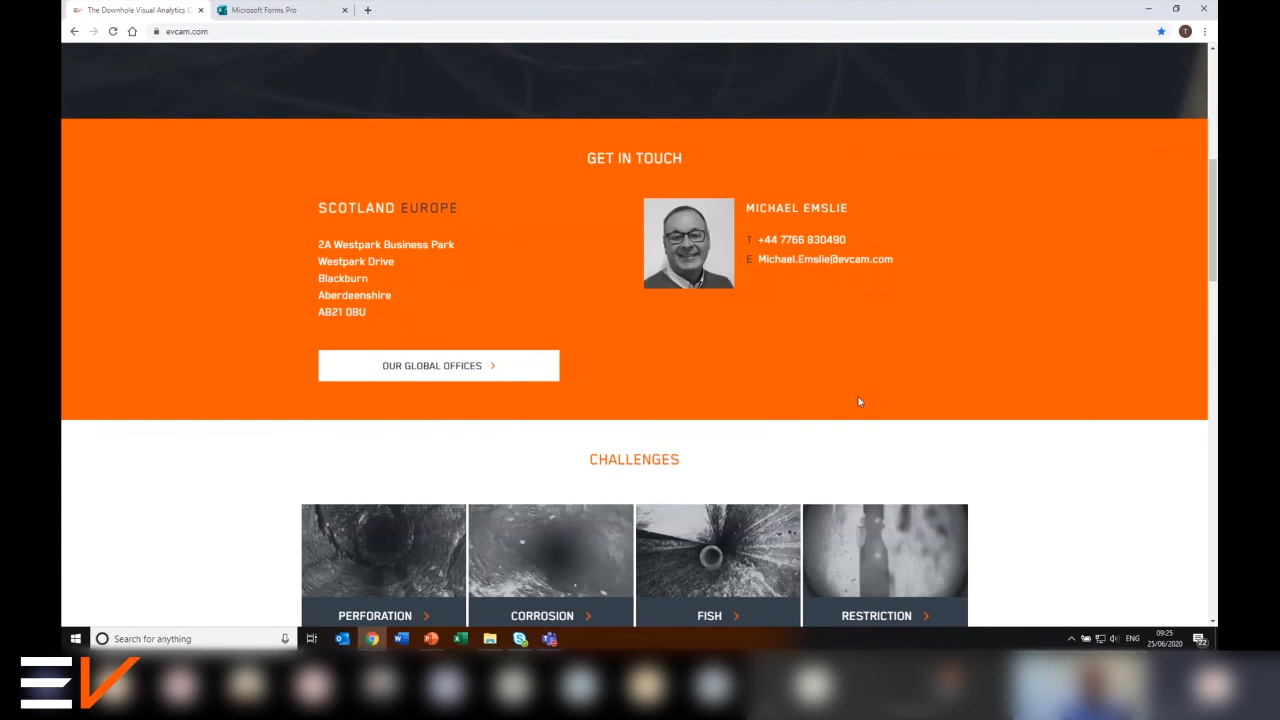 The Downhole Visual Analytics C
Microsoft Forms Pro
evcam.com
T
GET IN TOUCH
SCOTLAND EUROPE
2A Westpark Business Park
Westpark Drive
Blackburn
Aberdeenshire
AB21 0BU
OUR GLOBAL OFFICES
MICHAEL EMSLIE
T +44 7766 830490
E Michael.Emslie@evcam.com
CHALLENGES
PERFORATION
CORROSION
FISH
RESTRICTION
Search for anything
ENG
09:25
25/06/2020
22
EV